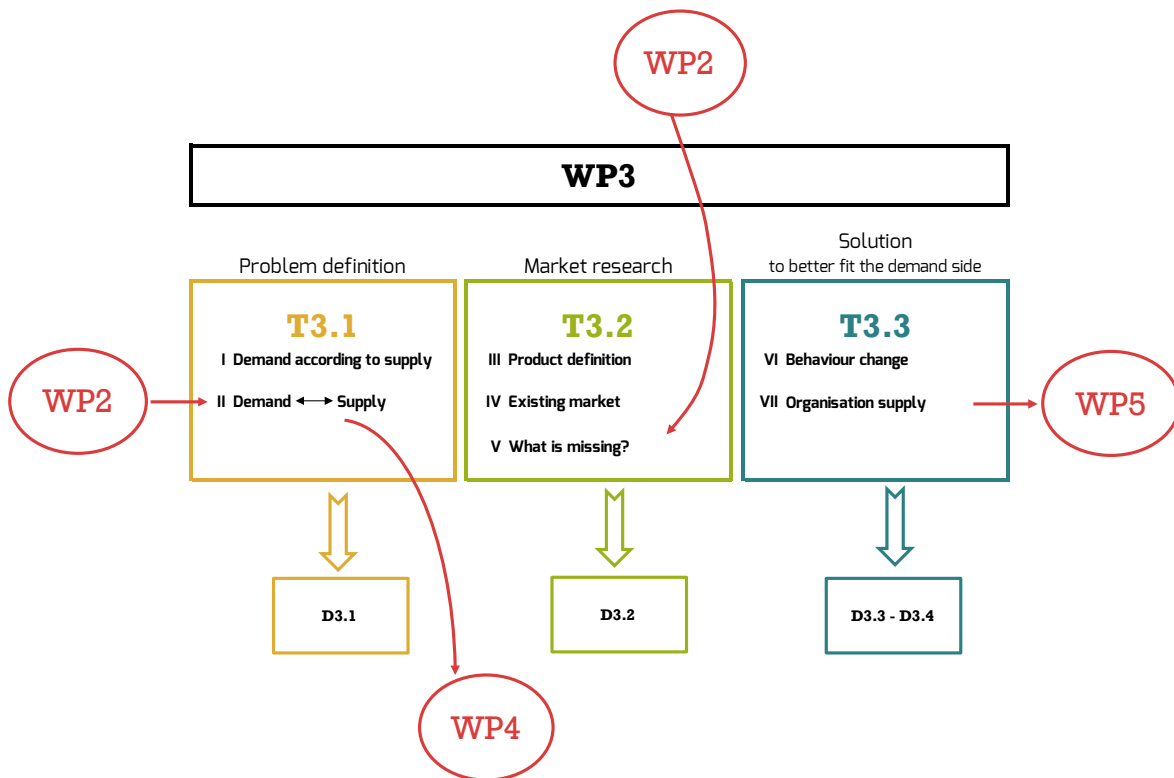 WP2
WP3
Problem definition
Market research
Solution
to better fit the demand side
T3.1
I Demand according to supply
II Demand Supply
T3.2
III Product definition
IV Existing market
V What is missing?
T3.3
VI Behaviour change
VII Organisation supply
WP2
WP5
D3.1
D3.2
D3.3 - D3.4
WP4